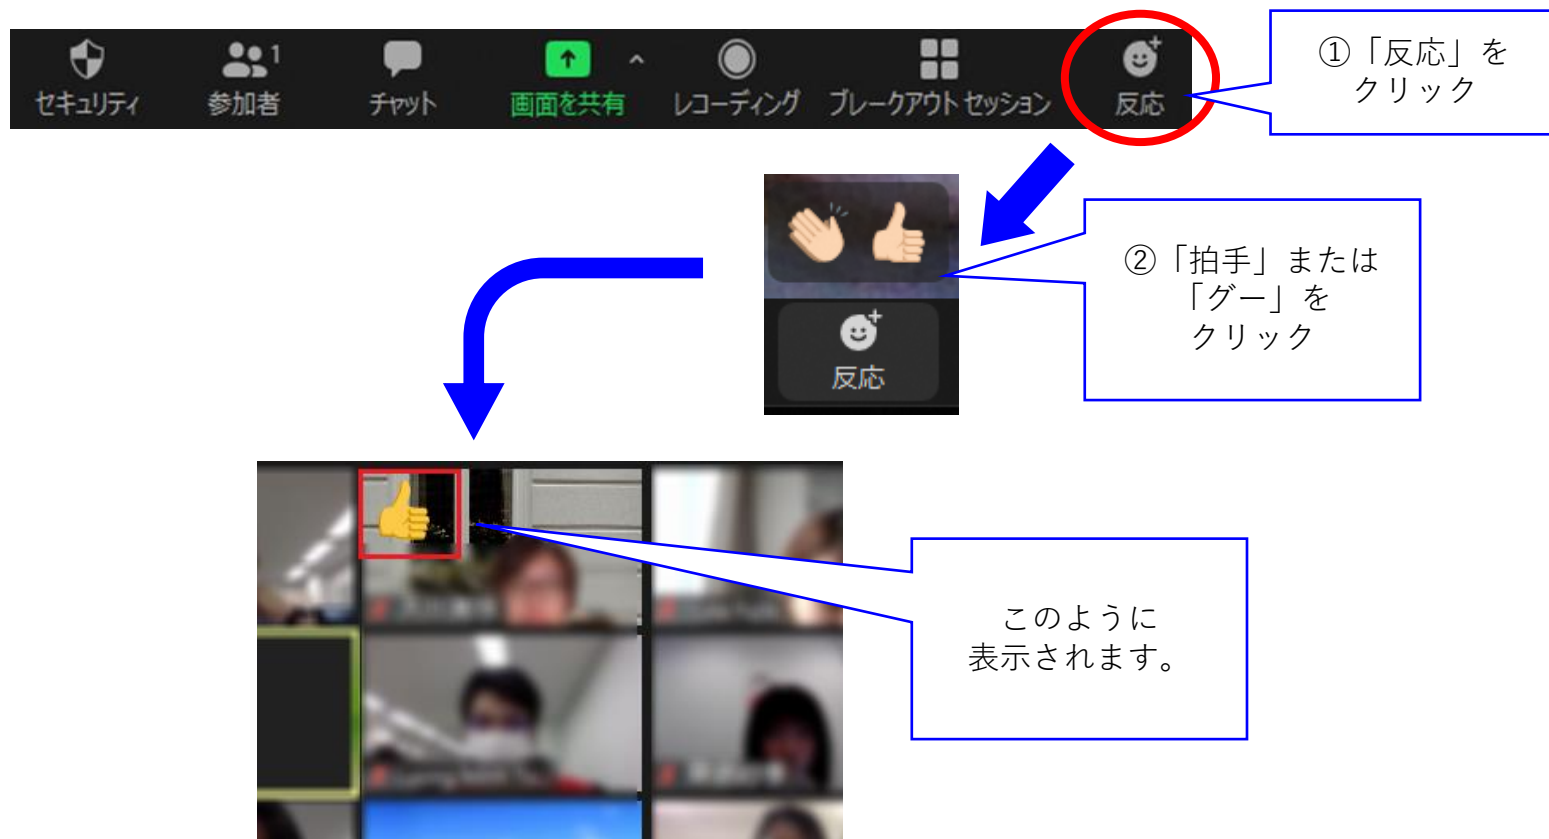 セキュリティ
参加者
1
チャット
画面を共有
レコーディング
ブレークアウト セッション
反応
①「反応」を
クリック
②「拍手」または
「グー」を
クリック
反応
このように
表示されます。